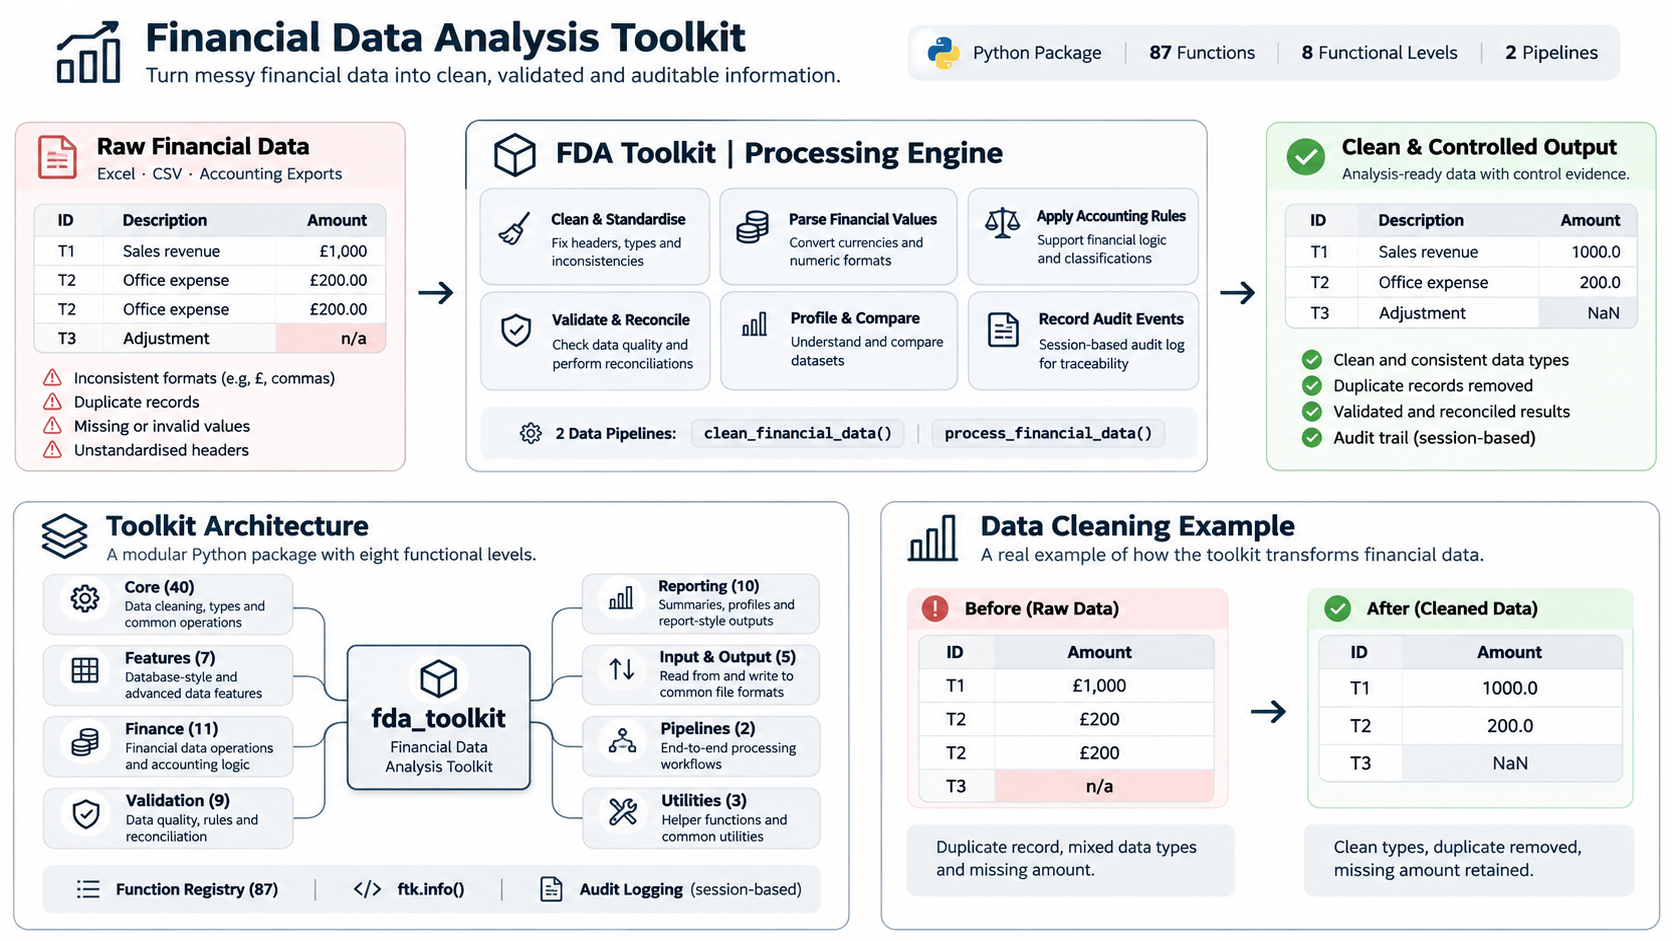 Financial Data Analysis Toolkit
Turn messy financial data into clean, validated and auditable information.
Python Package | 87 Functions | 8 Functional Levels | 2 Pipelines
Raw Financial Data
Excel · CSV · Accounting Exports
ID Description Amount
T1 Sales revenue £1,000
T2 Office expense £200.00
T2 Office expense £200.00
T3 Adjustment n/a
Inconsistent formats (e.g, £, commas)
Duplicate records
Missing or invalid values
Unstandardised headers
FDA Toolkit | Processing Engine
Clean & Standardise
Fix headers, types and
inconsistencies
Parse Financial Values
Convert currencies and
numeric formats
Apply Accounting Rules
Support financial logic
and classifications
Validate & Reconcile
Check data quality and
perform reconciliations
Profile & Compare
Understand and compare
datasets
Record Audit Events
Session-based audit log
for traceability
2 Data Pipelines: clean_financial_data() | process_financial_data()
Clean & Controlled Output
Analysis-ready data with control evidence.
ID Description Amount
T1 Sales revenue 1000.0
T2 Office expense 200.0
T3 Adjustment NaN
Clean and consistent data types
Duplicate records removed
Validated and reconciled results
Audit trail (session-based)
Toolkit Architecture
A modular Python package with eight functional levels.
Core (40)
Data cleaning, types and
common operations
Features (7)
Database-style and
advanced data features
Finance (11)
Financial data operations
and accounting logic
Validation (9)
Data quality, rules and
reconciliation
fda_toolkit
Financial Data
Analysis Toolkit
Reporting (10)
Summaries, profiles and
report-style outputs
Input & Output (5)
Read from and write to
common file formats
Pipelines (2)
End-to-end processing
workflows
Utilities (3)
Helper functions and
common utilities
Function Registry (87) | </> ftk.info() | Audit Logging (session-based)
Data Cleaning Example
A real example of how the toolkit transforms financial data.
Before (Raw Data)
ID Amount
T1 £1,000
T2 £200
T2 £200
T3 n/a
Duplicate record, mixed data types
and missing amount.
After (Cleaned Data)
ID Amount
T1 1000.0
T2 200.0
T3 NaN
Clean types, duplicate removed,
missing amount retained.